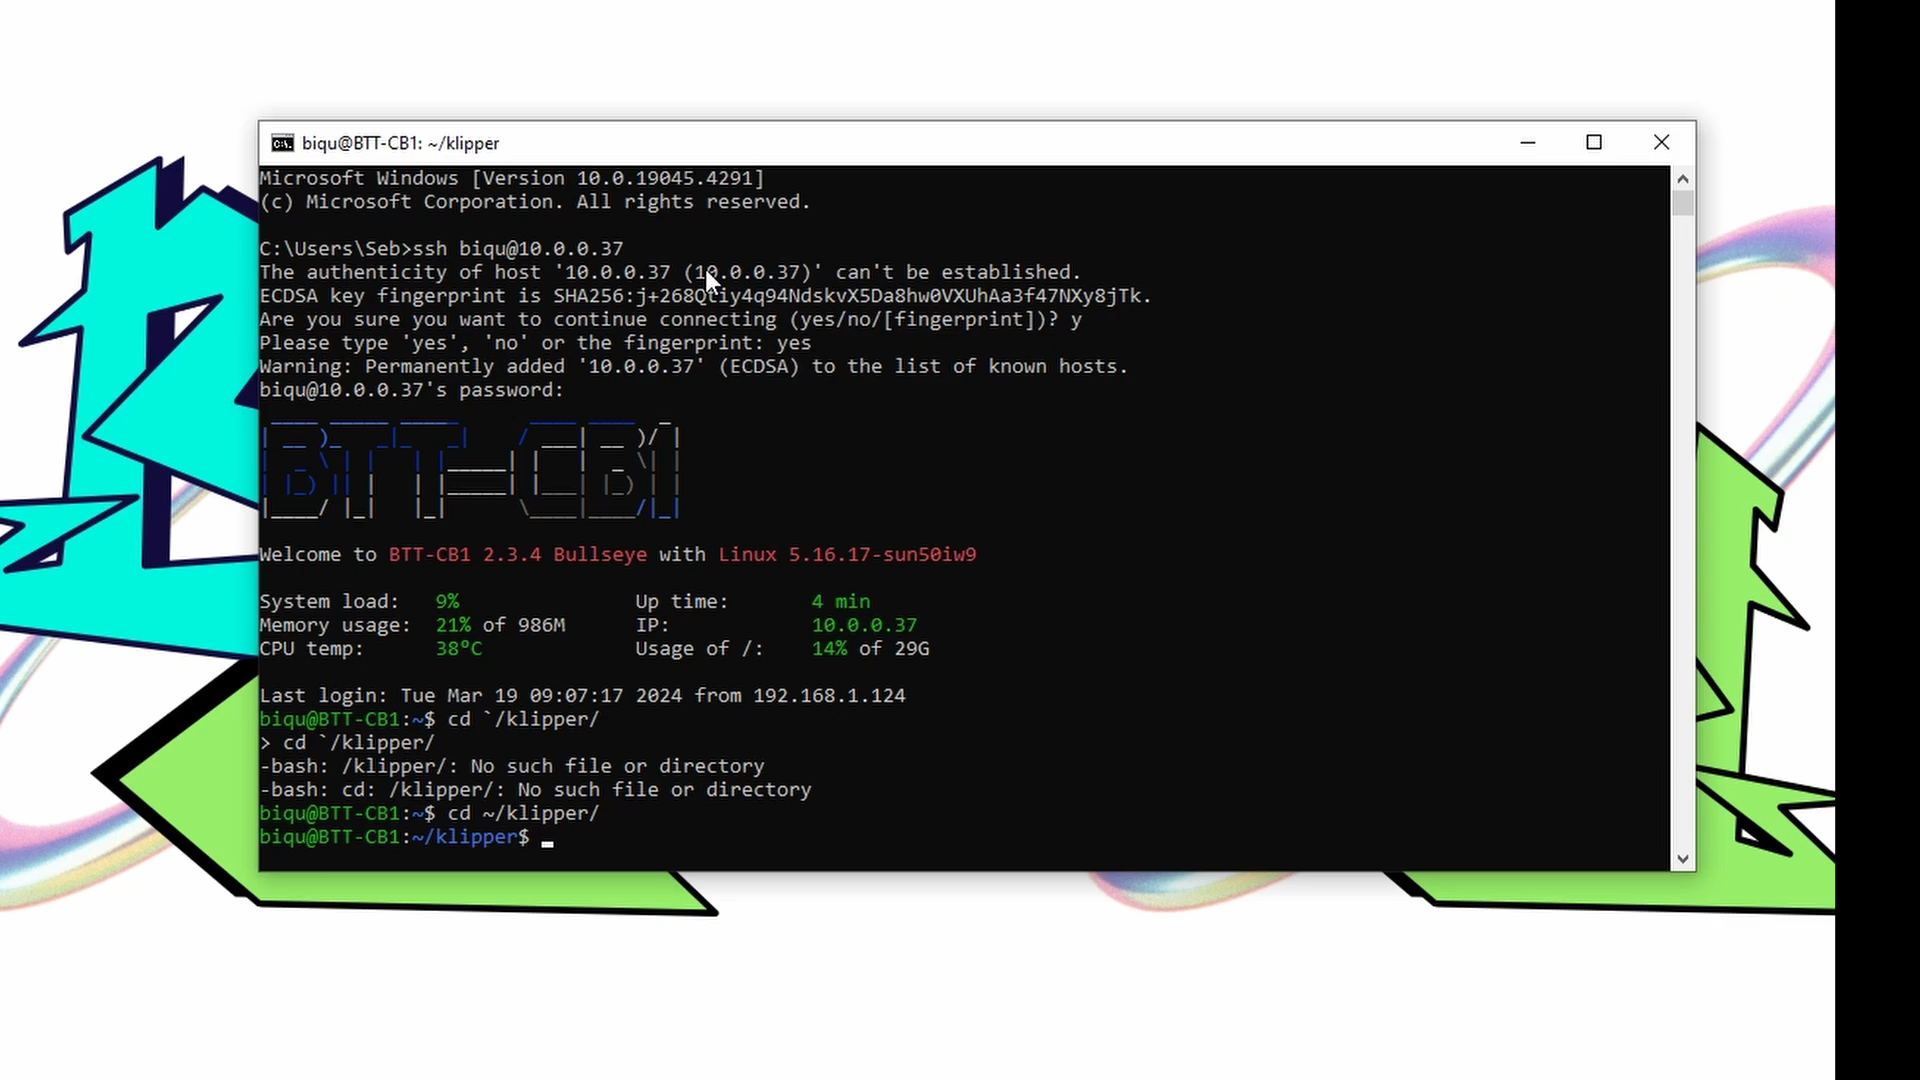 biqu@BTT-CB1: ~/klipper
Microsoft Windows [Version 10.0.19045.4291]
(c) Microsoft Corporation. All rights reserved.
C:\Users\Seb>ssh biqu@10.0.0.37
The authenticity of host '10.0.0.37 (10.0.0.37)' can't be established.
ECDSA key fingerprint is SHA256:j+268Qtiy4q94NdskvX5Da8hw0VXUhAa3f47NXy8jTk.
Are you sure you want to continue connecting (yes/no/[fingerprint])? y
Please type 'yes', 'no' or the fingerprint: yes
Warning: Permanently added '10.0.0.37' (ECDSA) to the list of known hosts.
biqu@10.0.0.37's password:
BTT-CB1
Welcome to BTT-CB1 2.3.4 Bullseye with Linux 5.16.17-sun50iw9
System load: 9% Up time: 4 min
Memory usage: 21% of 986M IP: 10.0.0.37
CPU temp: 38°C Usage of /: 14% of 29G
Last login: Tue Mar 19 09:07:17 2024 from 192.168.1.124
biqu@BTT-CB1:~$ cd `/klipper/
> cd `/klipper/
-bash: /klipper/: No such file or directory
-bash: cd: /klipper/: No such file or directory
biqu@BTT-CB1:~$ cd ~/klipper/
biqu@BTT-CB1:~/klipper$